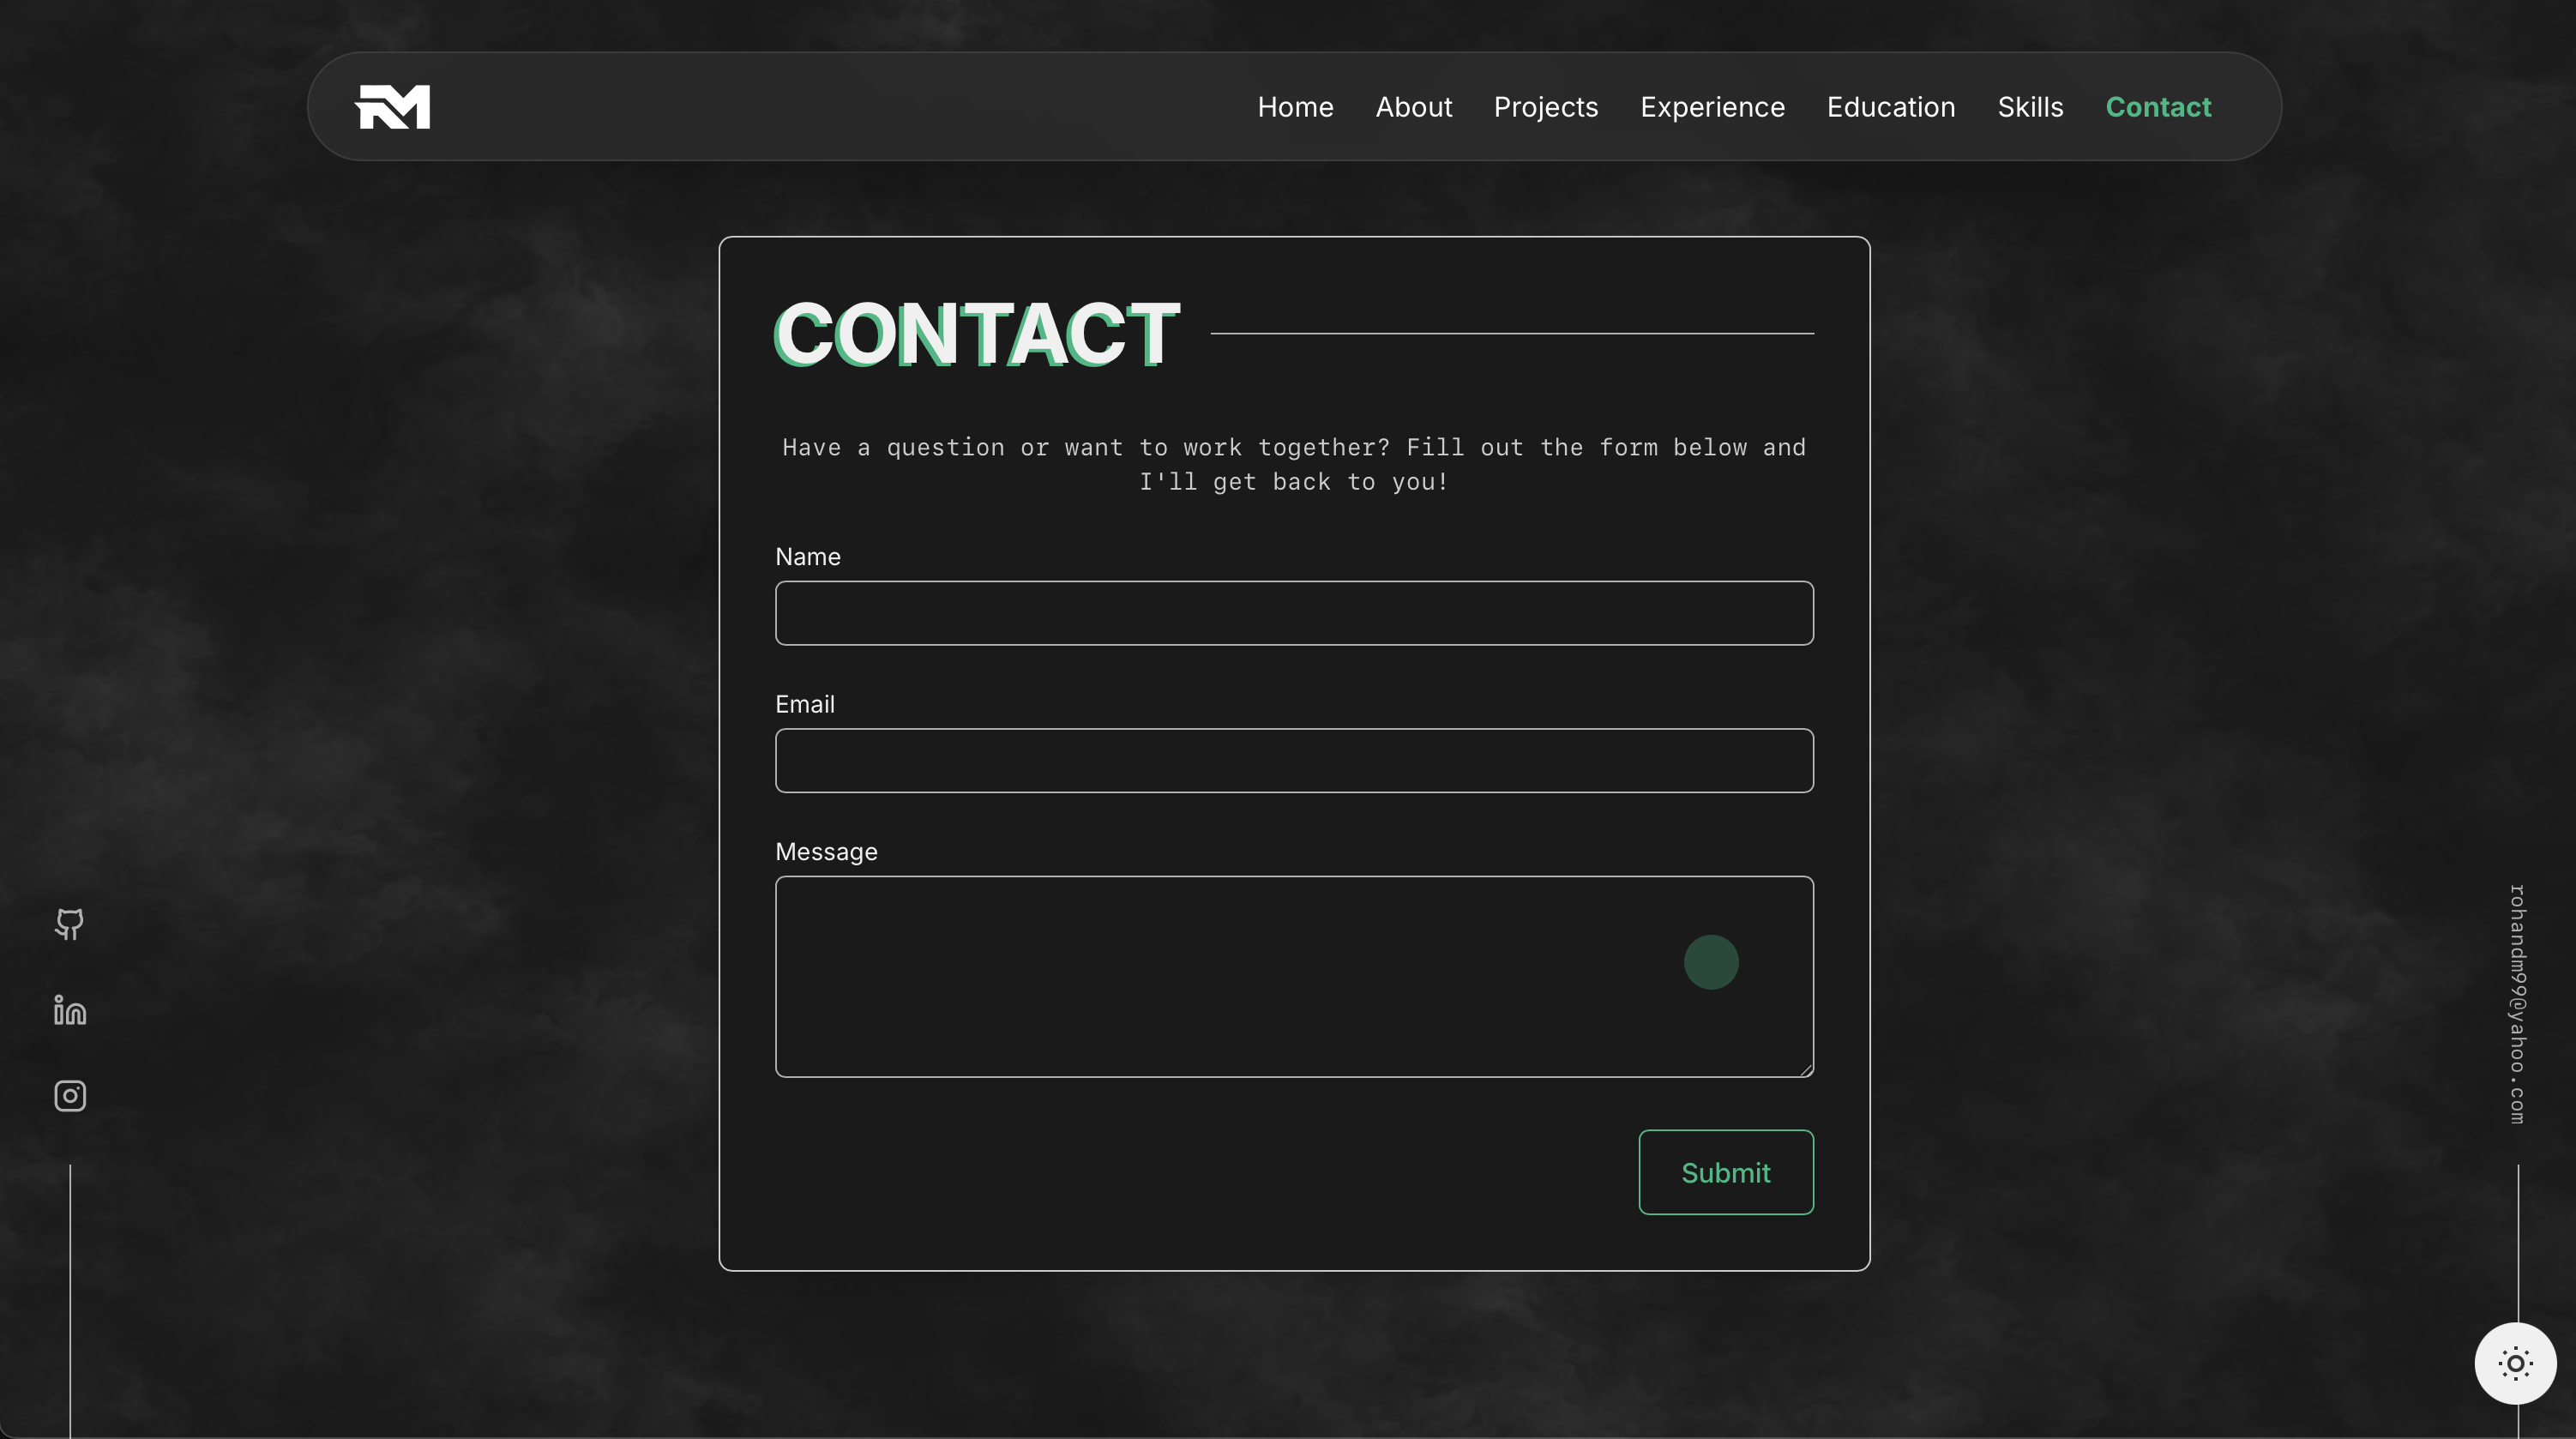 RM
Home About Projects Experience Education Skills Contact
CONTACT
Have a question or want to work together? Fill out the form below and
I'll get back to you!
Name
Email
Message
Submit
rohandm99@yahoo.com